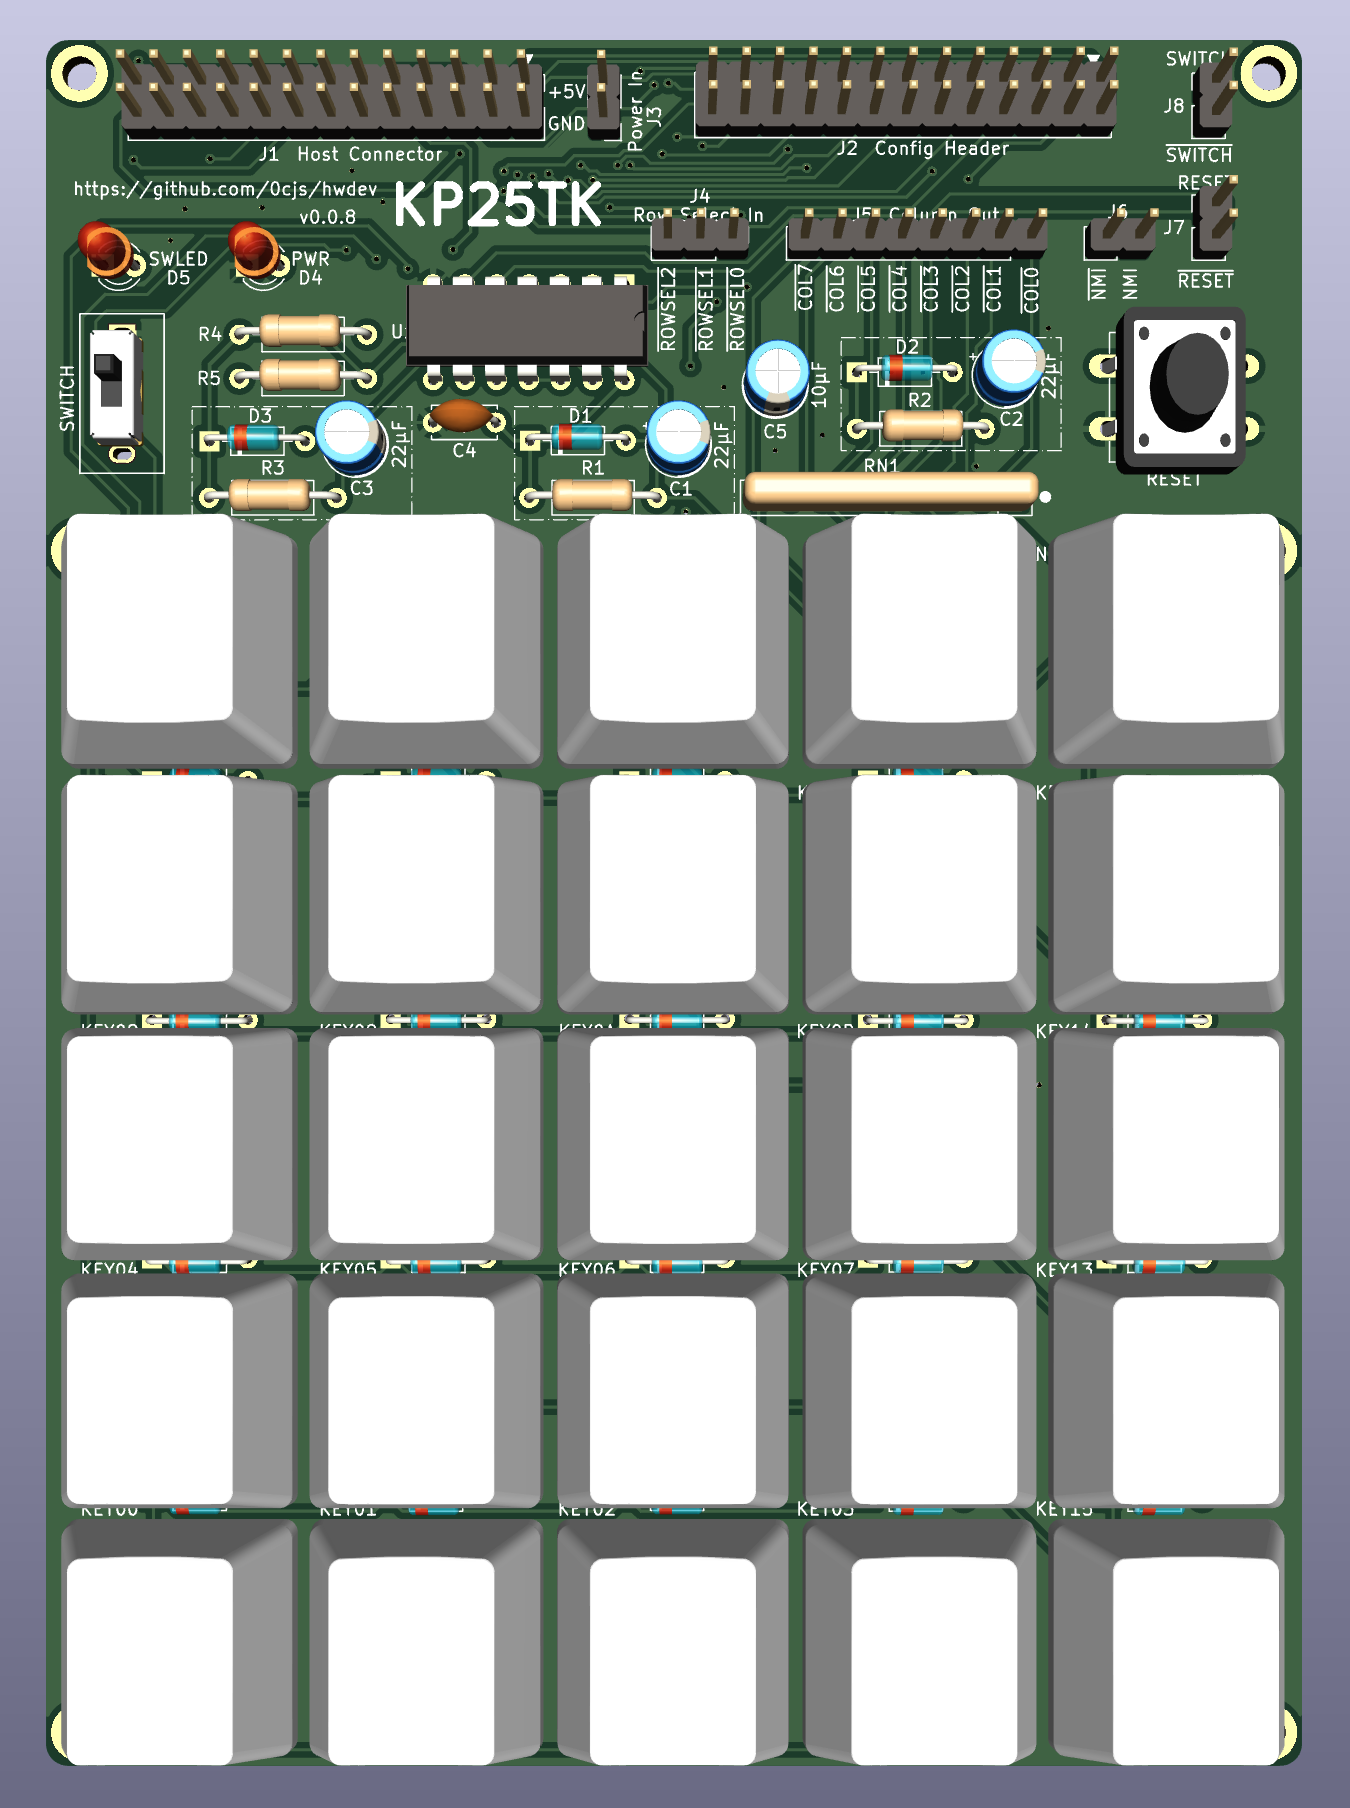 SWITCH
+5V
GND
Power In
J3
J8
J1 Host Connector
J2 Config Header
SWITCH
https://github.com/0cjs/hwdev
KP25TK
v0.0.8
J4
Row Select In
J5 Column Out
J6
RESET
J7
RESET
SWLED
D5
PWR
D4
ROWSEL2
ROWSEL1
ROWSEL0
COL7
COL6
COL5
COL4
COL3
COL2
COL1
COL0
NMI
NMI
R4
R5
SWITCH
D2
+
10µF
22µF
R2
C2
C5
D3
22µF
R3
C3
C4
D1
22µF
R1
C1
RN1
RESET
KEY04
KEY05
KEY06
KEY07
KEY13
KEY00
KEY01
KEY02
KEY03